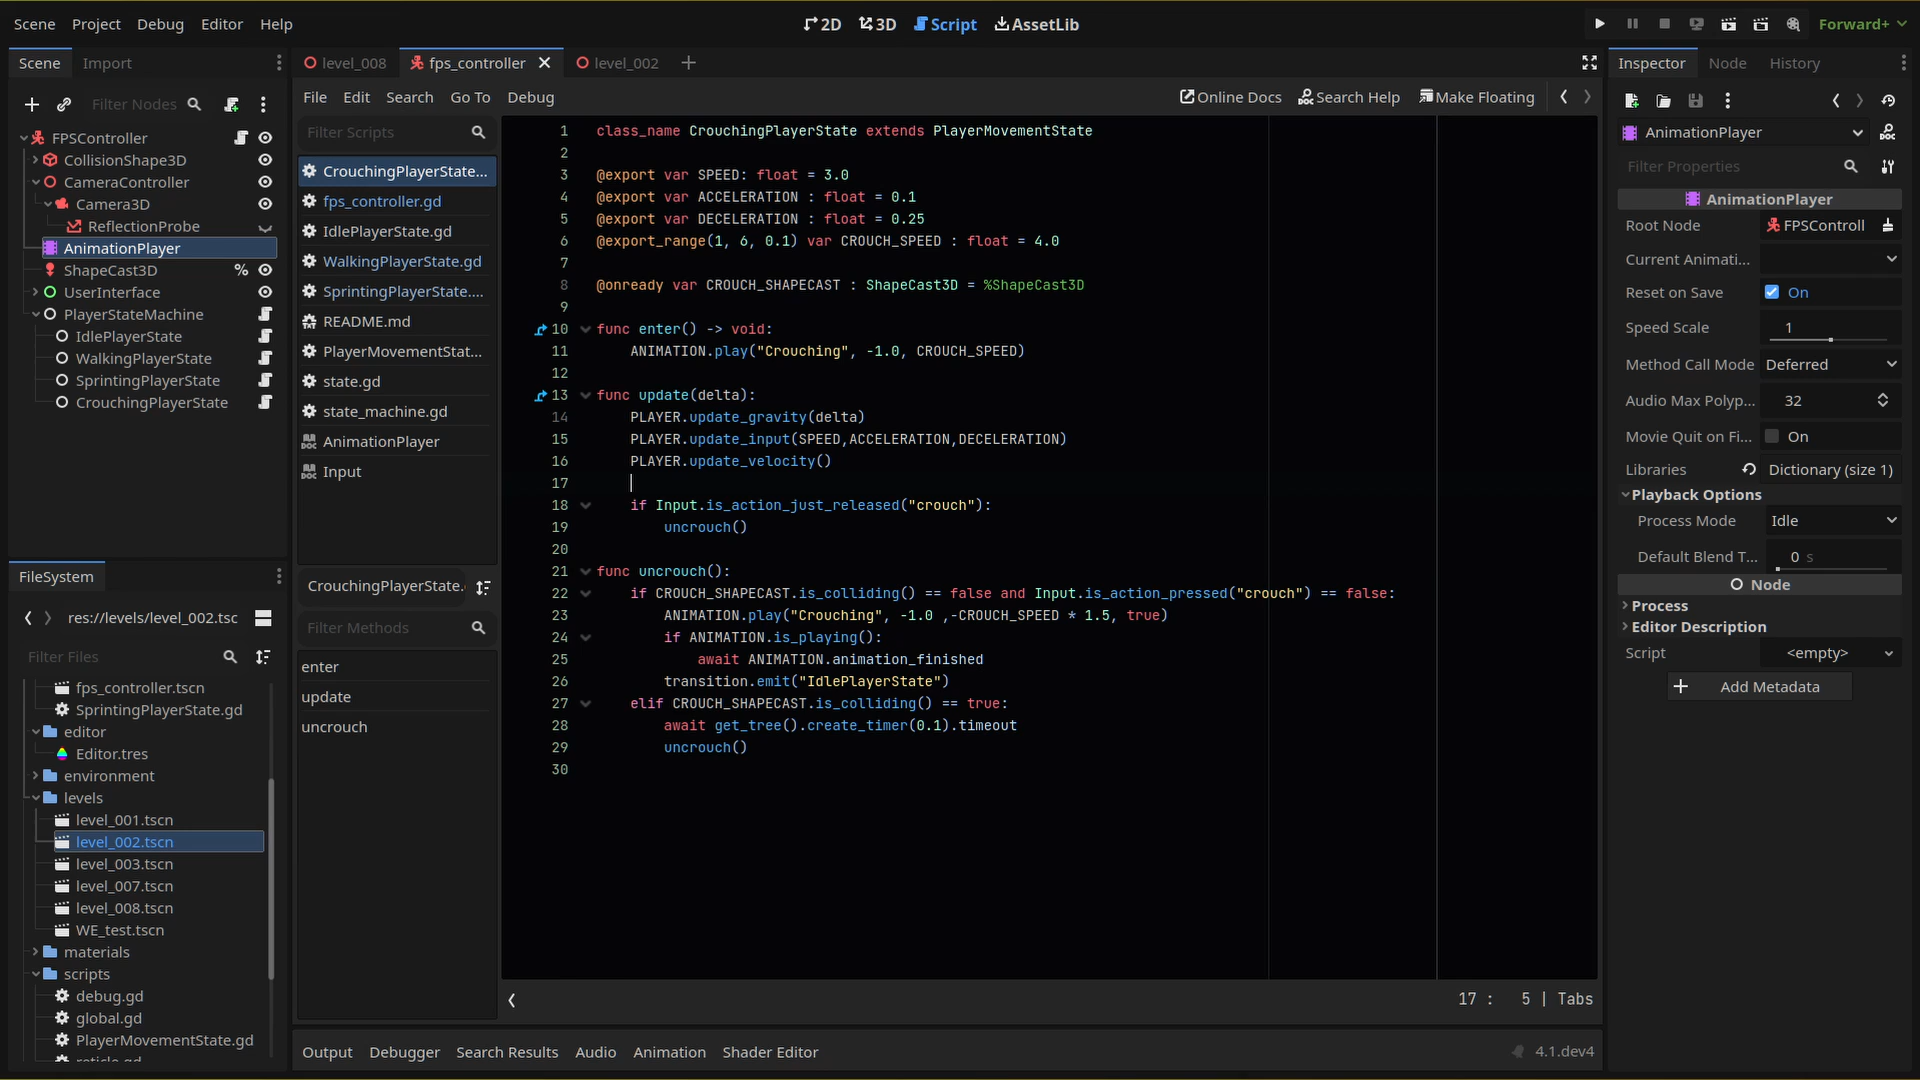 Scene Project Debug Editor Help
2D 3D Script AssetLib
Forward+
Scene Import
Filter Nodes
FPSController
CollisionShape3D
CameraController
Camera3D
ReflectionProbe
AnimationPlayer
ShapeCast3D %
UserInterface
PlayerStateMachine
IdlePlayerState
WalkingPlayerState
SprintingPlayerState
CrouchingPlayerState
FileSystem
res://levels/level_002.tsc
Filter Files
fps_controller.tscn
SprintingPlayerState.gd
editor
Editor.tres
environment
levels
level_001.tscn
level_002.tscn
level_003.tscn
level_007.tscn
level_008.tscn
WE_test.tscn
materials
scripts
debug.gd
global.gd
PlayerMovementState.gd
level_008 fps_controller level_002
File Edit Search Go To Debug
Online Docs Search Help Make Floating
Filter Scripts
CrouchingPlayerState...
fps_controller.gd
IdlePlayerState.gd
WalkingPlayerState.gd
SprintingPlayerState....
README.md
PlayerMovementStat...
state.gd
state_machine.gd
AnimationPlayer
Input
CrouchingPlayerState.
Filter Methods
enter
update
uncrouch
1 class_name CrouchingPlayerState extends PlayerMovementState
2
3 @export var SPEED: float = 3.0
4 @export var ACCELERATION : float = 0.1
5 @export var DECELERATION : float = 0.25
6 @export_range(1, 6, 0.1) var CROUCH_SPEED : float = 4.0
7
8 @onready var CROUCH_SHAPECAST : ShapeCast3D = %ShapeCast3D
9
10 func enter() -> void:
11 ANIMATION.play("Crouching", -1.0, CROUCH_SPEED)
12
13 func update(delta):
14 PLAYER.update_gravity(delta)
15 PLAYER.update_input(SPEED,ACCELERATION,DECELERATION)
16 PLAYER.update_velocity()
17
18 if Input.is_action_just_released("crouch"):
19 uncrouch()
20
21 func uncrouch():
22 if CROUCH_SHAPECAST.is_colliding() == false and Input.is_action_pressed("crouch") == false:
23 ANIMATION.play("Crouching", -1.0 ,-CROUCH_SPEED * 1.5, true)
24 if ANIMATION.is_playing():
25 await ANIMATION.animation_finished
26 transition.emit("IdlePlayerState")
27 elif CROUCH_SHAPECAST.is_colliding() == true:
28 await get_tree().create_timer(0.1).timeout
29 uncrouch()
30
17 : 5 | Tabs
Output Debugger Search Results Audio Animation Shader Editor
4.1.dev4
Inspector Node History
AnimationPlayer
Filter Properties
AnimationPlayer
Root Node FPSControll
Current Animati...
Reset on Save On
Speed Scale 1
Method Call Mode Deferred
Audio Max Polyp... 32
Movie Quit on Fi... On
Libraries Dictionary (size 1)
Playback Options
Process Mode Idle
Default Blend T... 0 s
Node
Process
Editor Description
Script <empty>
Add Metadata